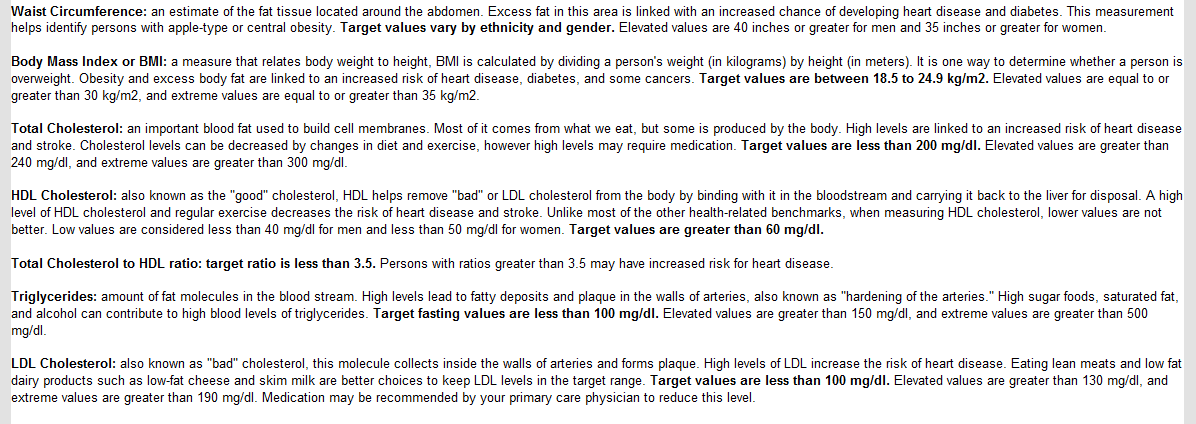 Waist Circumference: an estimate of the fat tissue located around the abdomen. Excess fat in this area is linked with an increased chance of developing heart disease and diabetes. This measurement
helps identify persons with apple-type or central obesity. Target values vary by ethnicity and gender. Elevated values are 40 inches or greater for men and 35 inches or greater for women.
Body Mass Index or BMI: a measure that relates body weight to height, BMI is calculated by dividing a person's weight (in kilograms) by height (in meters). It is one way to determine whether a person is
overweight. Obesity and excess body fat are linked to an increased risk of heart disease, diabetes, and some cancers. Target values are between 18.5 to 24.9 kg/m2. Elevated values are equal to or
greater than 30 kg/m2, and extreme values are equal to or greater than 35 kg/m2.
Total Cholesterol: an important blood fat used to build cell membranes. Most of it comes from what we eat, but some is produced by the body. High levels are linked to an increased risk of heart disease
and stroke. Cholesterol levels can be decreased by changes in diet and exercise, however high levels may require medication. Target values are less than 200 mg/dl. Elevated values are greater than
240 mg/dl, and extreme values are greater than 300 mg/dl.
HDL Cholesterol: also known as the "good" cholesterol, HDL helps remove "bad" or LDL cholesterol from the body by binding with it in the bloodstream and carrying it back to the liver for disposal. A high
level of HDL cholesterol and regular exercise decreases the risk of heart disease and stroke. Unlike most of the other health-related benchmarks, when measuring HDL cholesterol, lower values are not
better. Low values are considered less than 40 mg/dl for men and less than 50 mg/dl for women. Target values are greater than 60 mg/dl.
Total Cholesterol to HDL ratio: target ratio is less than 3.5. Persons with ratios greater than 3.5 may have increased risk for heart disease.
Triglycerides: amount of fat molecules in the blood stream. High levels lead to fatty deposits and plaque in the walls of arteries, also known as "hardening of the arteries." High sugar foods, saturated fat,
and alcohol can contribute to high blood levels of triglycerides. Target fasting values are less than 100 mg/dl. Elevated values are greater than 150 mg/dl, and extreme values are greater than 500
mg/dl.
LDL Cholesterol: also known as "bad" cholesterol, this molecule collects inside the walls of arteries and forms plaque. High levels of LDL increase the risk of heart disease. Eating lean meats and low fat
dairy products such as low-fat cheese and skim milk are better choices to keep LDL levels in the target range. Target values are less than 100 mg/dl. Elevated values are greater than 130 mg/dl, and
extreme values are greater than 190 mg/dl. Medication may be recommended by your primary care physician to reduce this level.